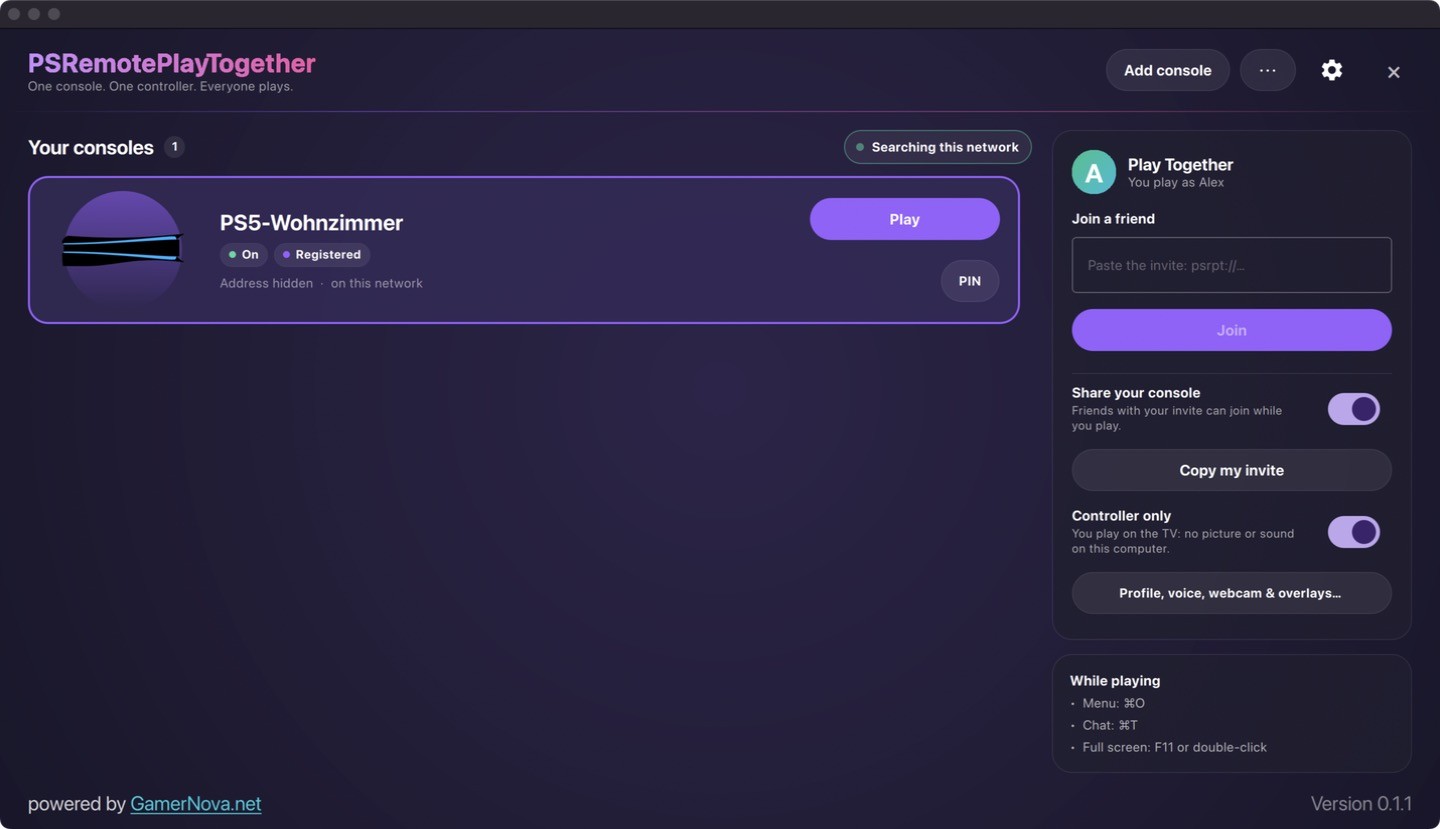 PSRemotePlayTogether
One console. One controller. Everyone plays.
Add console
...
Your consoles 1
Searching this network
PS5-Wohnzimmer
On
Registered
Address hidden · on this network
Play
PIN
A
Play Together
You play as Alex
Join a friend
Paste the invite: psrpt://…
Join
Share your console
Friends with your invite can join while
you play.
Copy my invite
Controller only
You play on the TV: no picture or sound
on this computer.
Profile, voice, webcam & overlays…
While playing
• Menu: ⌘O
• Chat: ⌘T
• Full screen: F11 or double-click
powered by GamerNova.net
Version 0.1.1